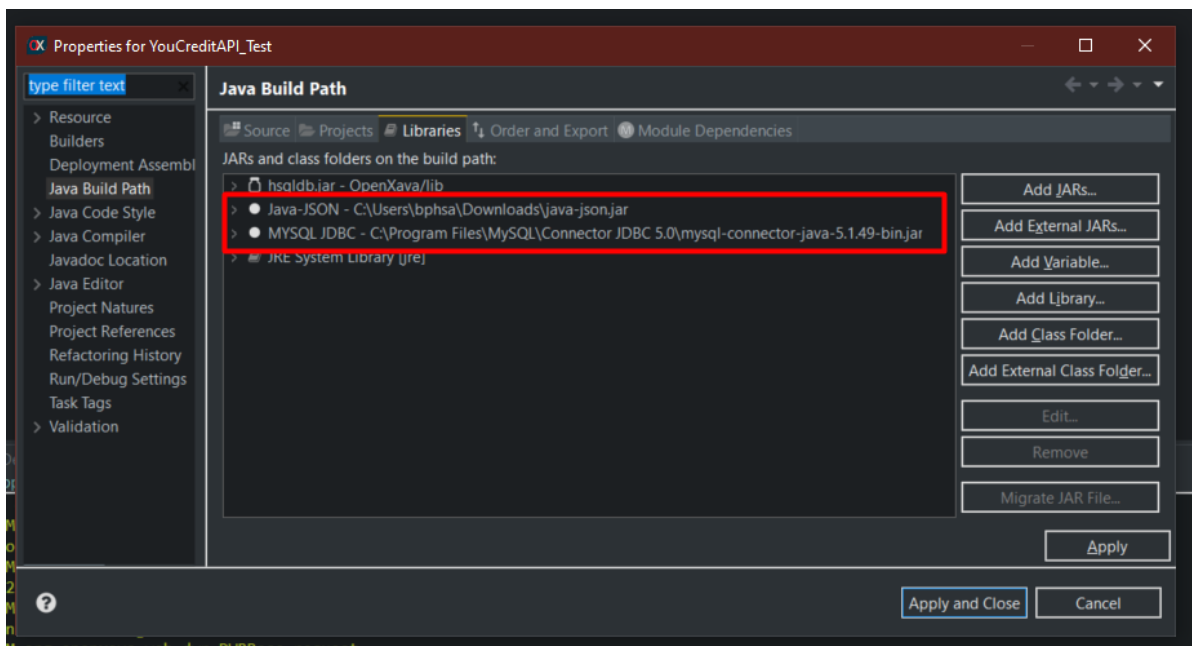 Properties for YouCreditAPI_Test
type filter text
Resource
Builders
Deployment Assembl
Java Build Path
Java Code Style
Java Compiler
Javadoc Location
Java Editor
Project Natures
Project References
Refactoring History
Run/Debug Settings
Task Tags
Validation
Java Build Path
Source Projects Libraries Order and Export Module Dependencies
JARs and class folders on the build path:
hsqldb.jar - OpenXava/lib
Java-JSON - C:\Users\bphsa\Downloads\java-json.jar
MYSQL JDBC - C:\Program Files\MySQL\Connector JDBC 5.0\mysql-connector-java-5.1.49-bin.jar
JRE System Library [jre]
Add JARs...
Add External JARs...
Add Variable...
Add Library...
Add Class Folder...
Add External Class Folder...
Edit...
Remove
Migrate JAR File...
Apply
Apply and Close
Cancel